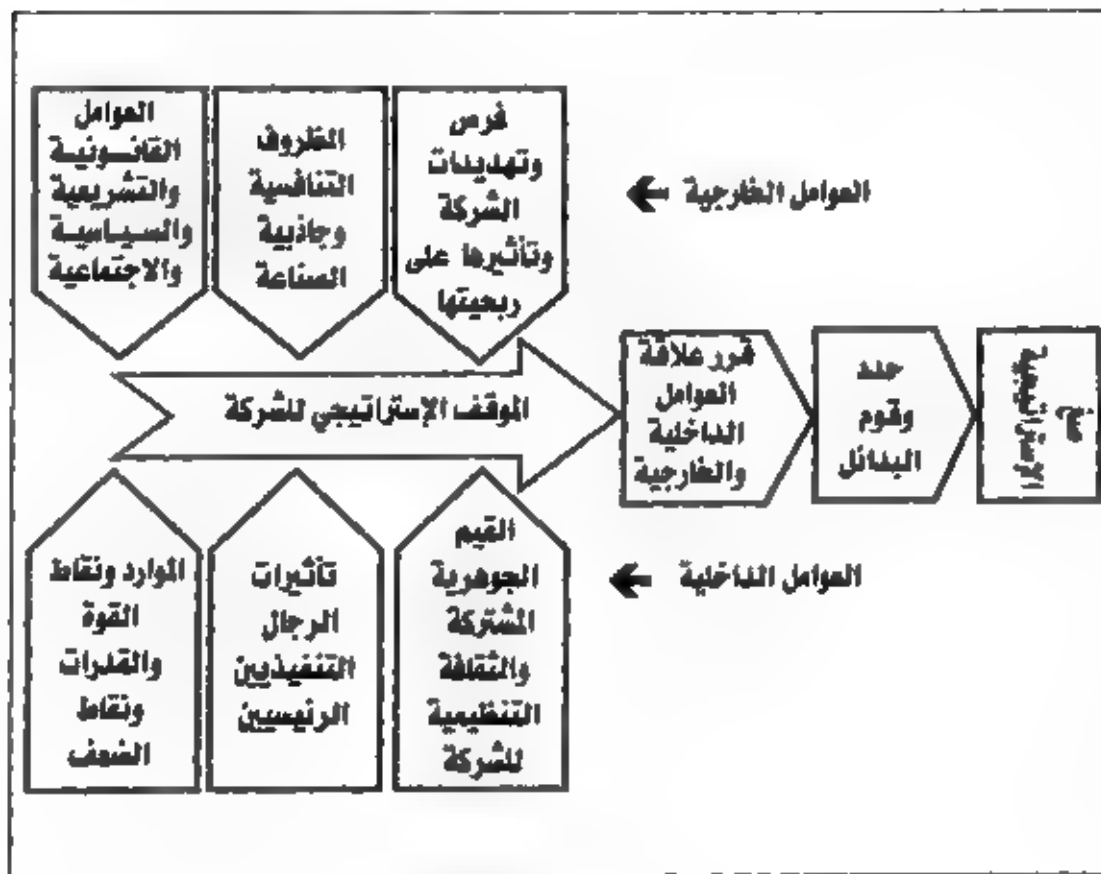 العوامل
القانونية
والتشريعية
والسياسية
والاجتماعية
الظروف
التنافسية
وجاذبية
الصناعة
فرص
وتهديدات
الشركة
وتأثيرها على
ربحيتها
العوامل الخارجية
الموقف الإستراتيجي للشركة
قرر علاقة
العوامل
الداخلية
والخارجية
حدد
وقوم
البدائل
صغ
الإستراتيجية
الموارد ونقاط
القوة
والقدرات
ونقاط
الضعف
تأثيرات
الرجال
التنفيذيين
الرئيسيين
القيم
الجوهرية
المشتركة
والثقافة
التنظيمية
للشركة
العوامل الداخلية